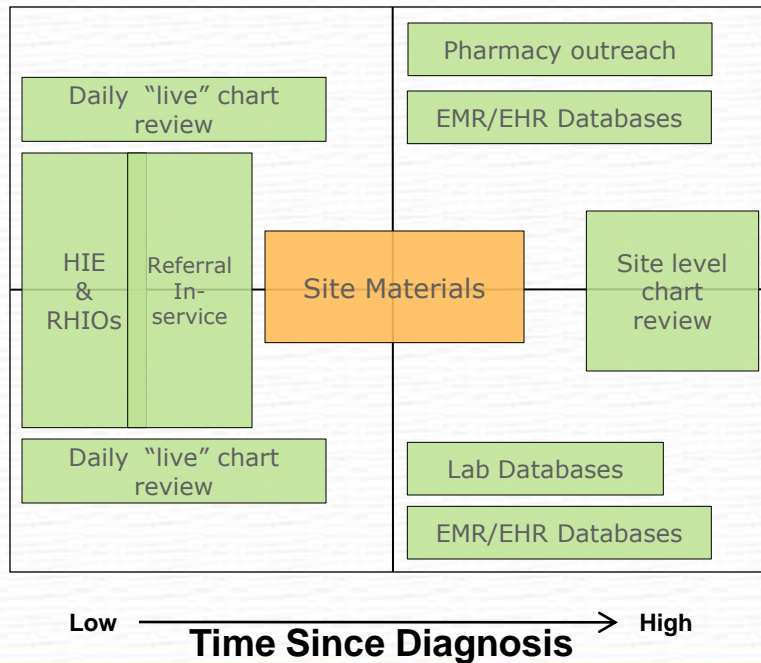 Pharmacy outreach
Daily "live" chart
review
EMR/EHR Databases
HIE
&
RHIOs
Referral
In-
service
Site Materials
Site level
chart
review
Daily "live" chart
review
Lab Databases
EMR/EHR Databases
Low
High
Time Since Diagnosis